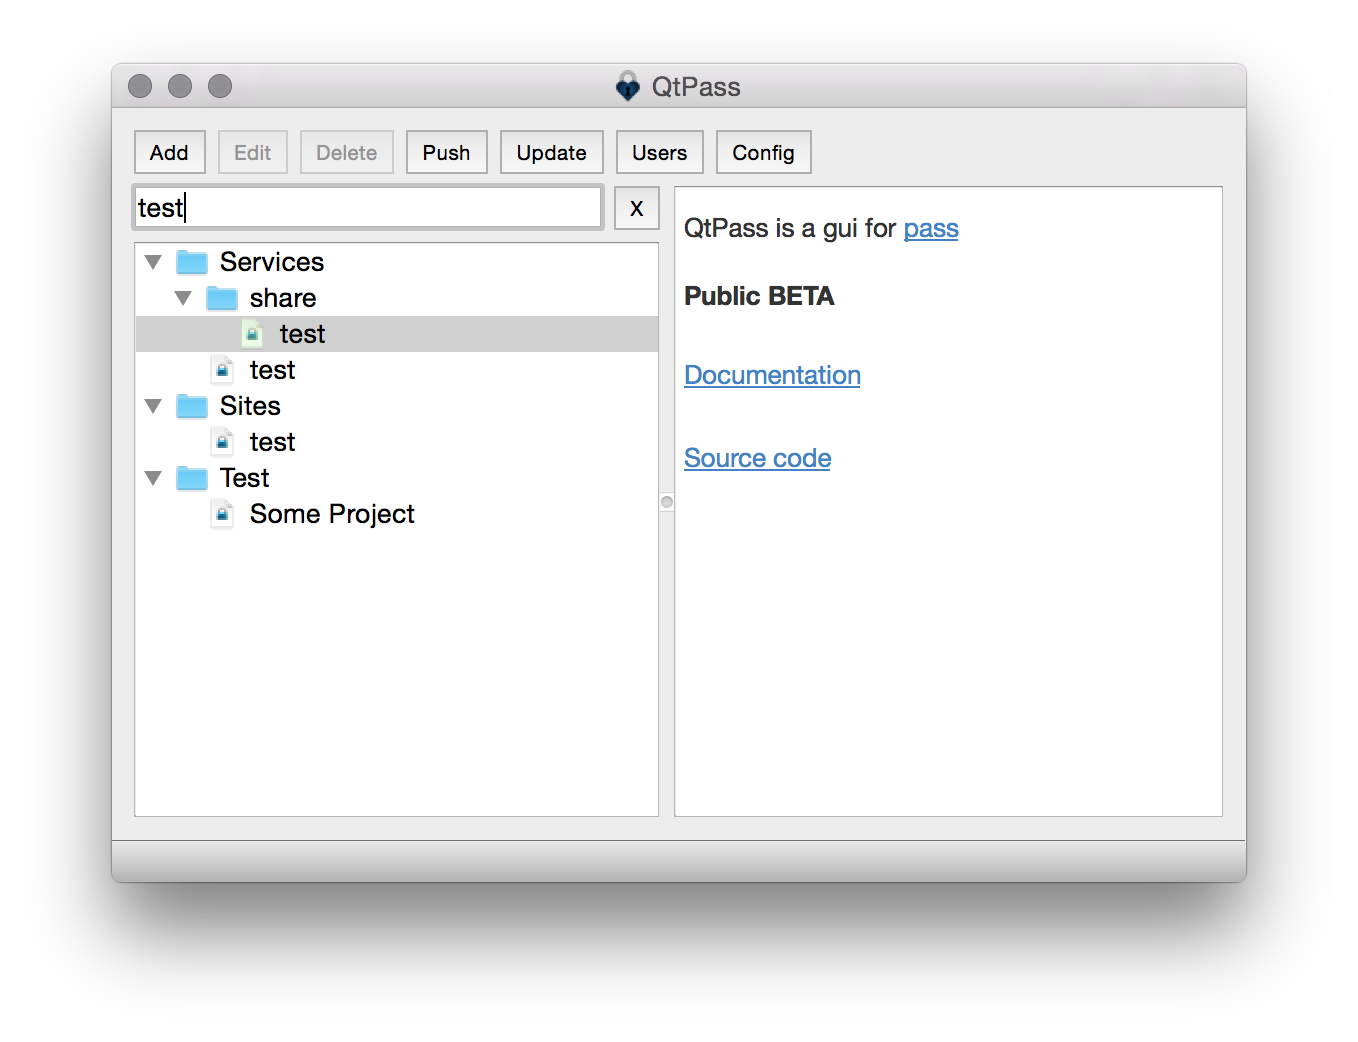 QtPass
Add Edit Delete Push Update Users Config
test
X
Services
share
test
test
Sites
test
Test
Some Project
QtPass is a gui for pass
Public BETA
Documentation
Source code